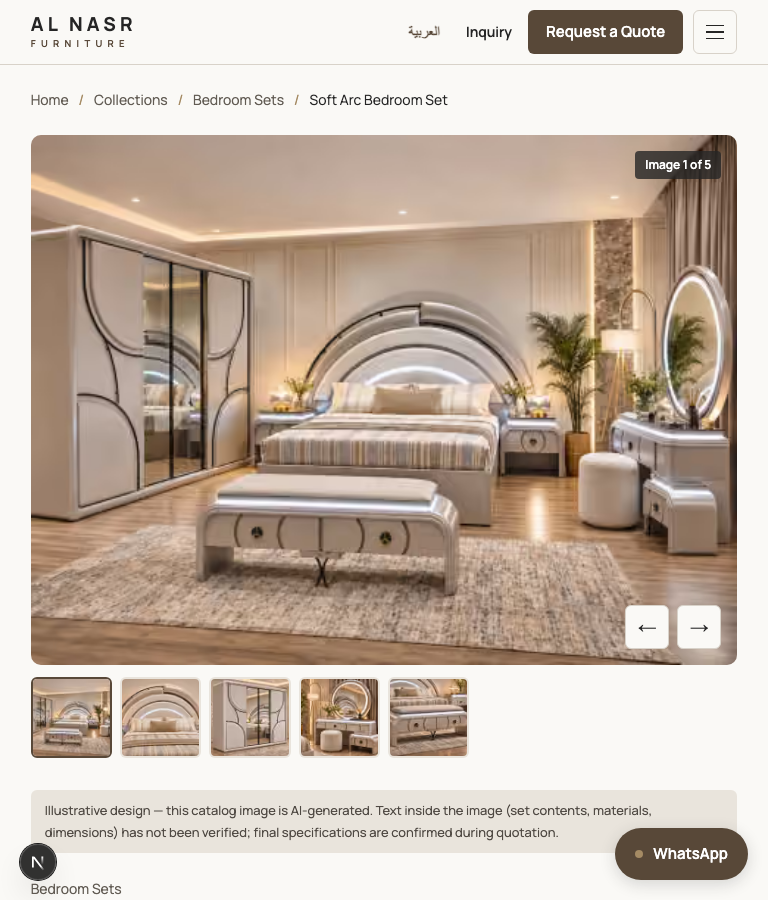 AL NASR
FURNITURE
العربية
Inquiry
Request a Quote
Home / Collections / Bedroom Sets / Soft Arc Bedroom Set
Image 1 of 5
← →
Illustrative design — this catalog image is AI-generated. Text inside the image (set contents, materials,
dimensions) has not been verified; final specifications are confirmed during quotation.
N
WhatsApp
Bedroom Sets